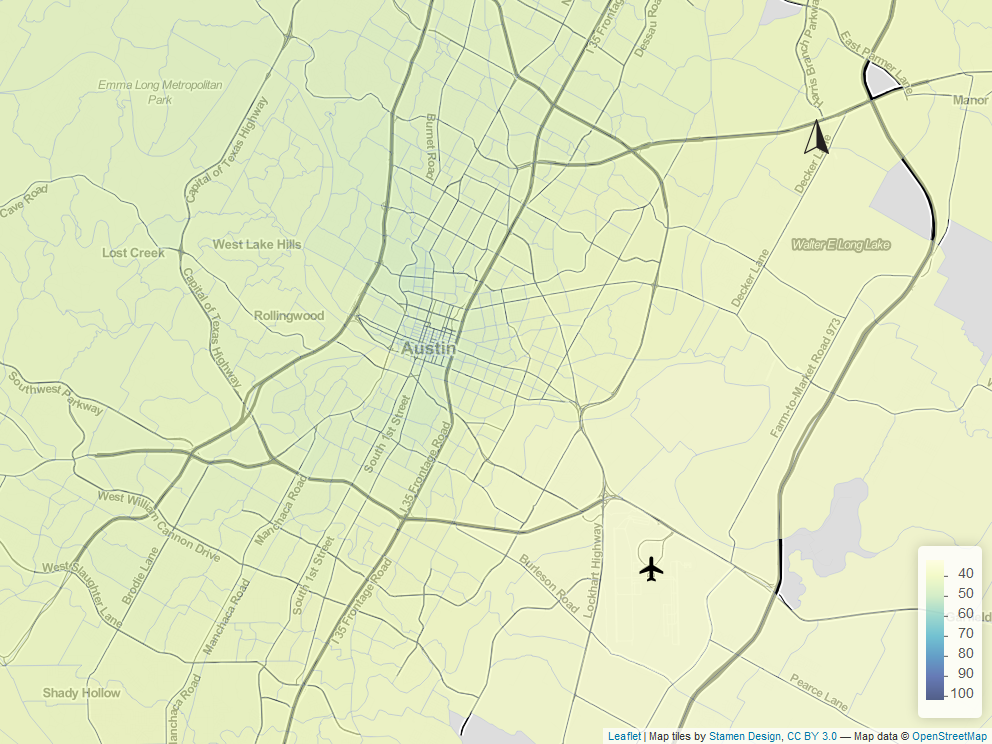 I 35 Frontage
Dessau Road
Harris Branch Parkway
East Parmer Lane
Manor
Emma Long Metropolitan
Park
Capital of Texas Highway
Burnet Road
Decker Lane
Cave Road
Lost Creek
West Lake Hills
Walter E Long Lake
Decker Lane
Capital of Texas Highway
Rollingwood
Austin
Farm-to-Market Road 973
Southwest Parkway
South 1st Street
I 35 Frontage Road
West William Cannon Drive
Manchaca Road
Lockhart Highway
West Slaughter Lane
Brodie Lane
South 1st Street
I 35 Frontage Road
Burleson Road
Manchaca Road
Shady Hollow
Manchaca Road
Pearce Lane
40
50
60
70
80
90
100
Leaflet | Map tiles by Stamen Design, CC BY 3.0 — Map data © OpenStreetMap